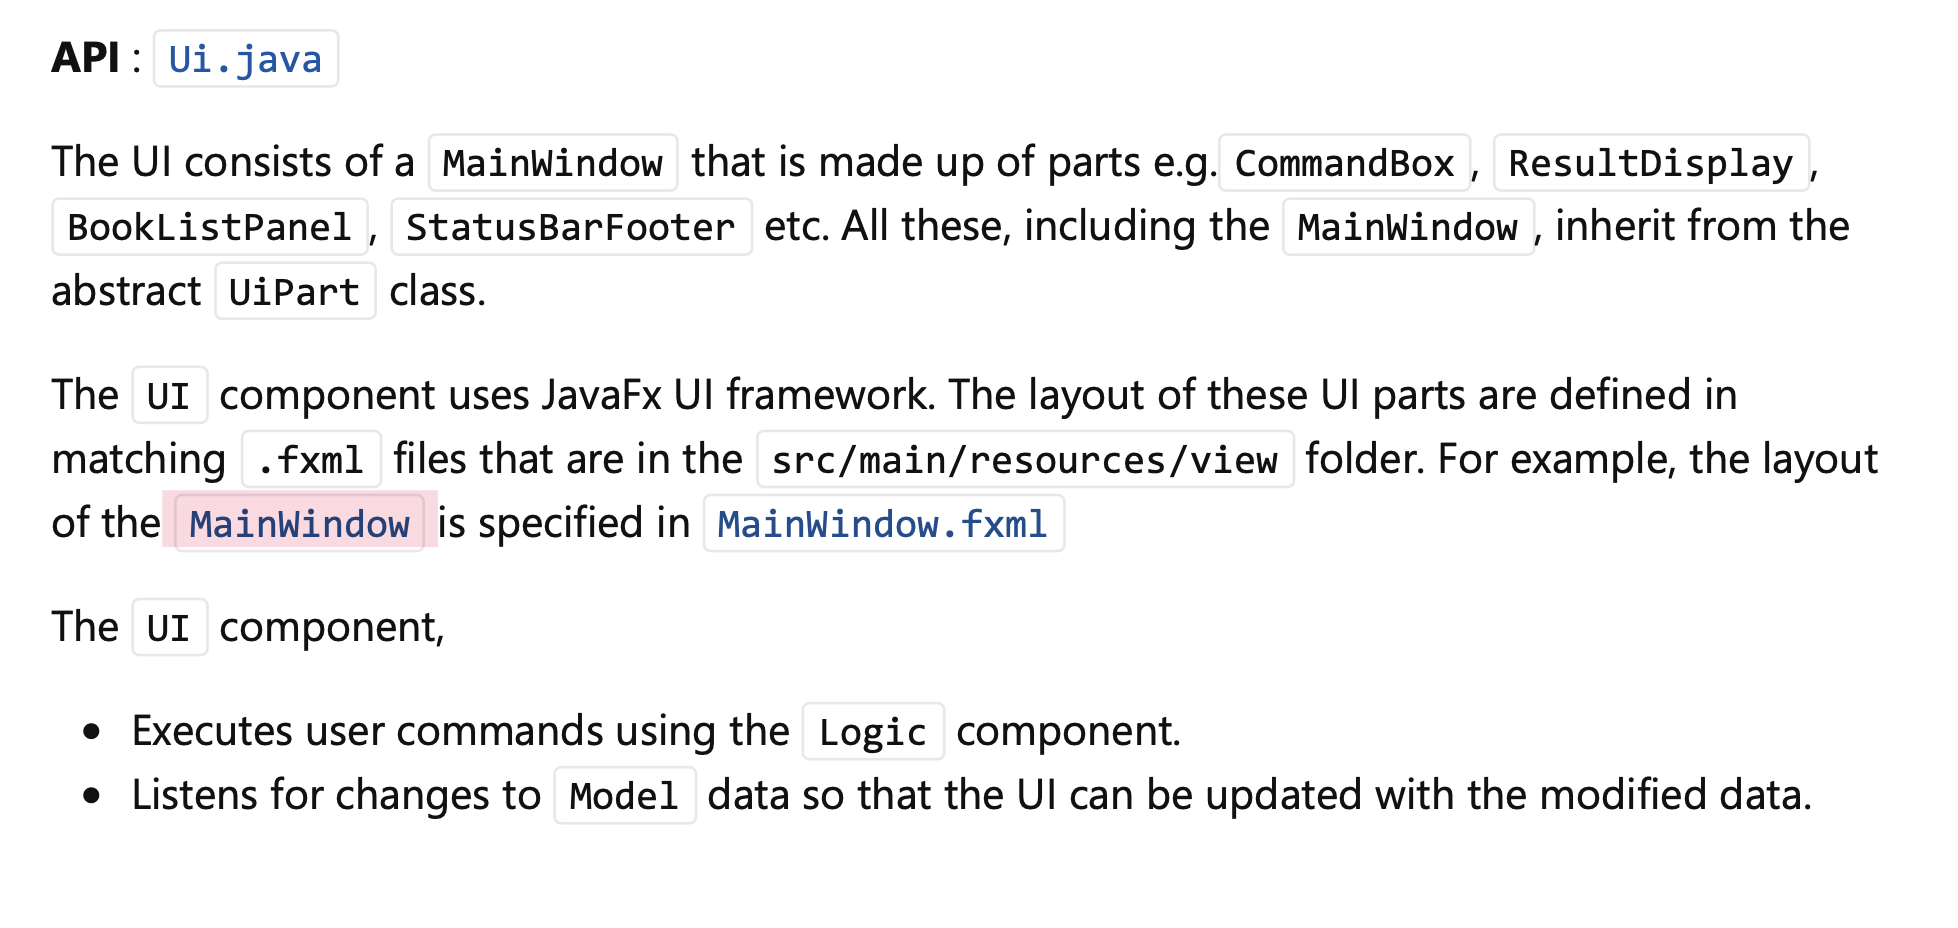 API : Ui.java
The UI consists of a MainWindow that is made up of parts e.g. CommandBox , ResultDisplay ,
BookListPanel , StatusBarFooter etc. All these, including the MainWindow , inherit from the
abstract UiPart class.
The UI component uses JavaFx UI framework. The layout of these UI parts are defined in
matching .fxml files that are in the src/main/resources/view folder. For example, the layout
of the MainWindow is specified in MainWindow.fxml
The UI component,
• Executes user commands using the Logic component.
• Listens for changes to Model data so that the UI can be updated with the modified data.